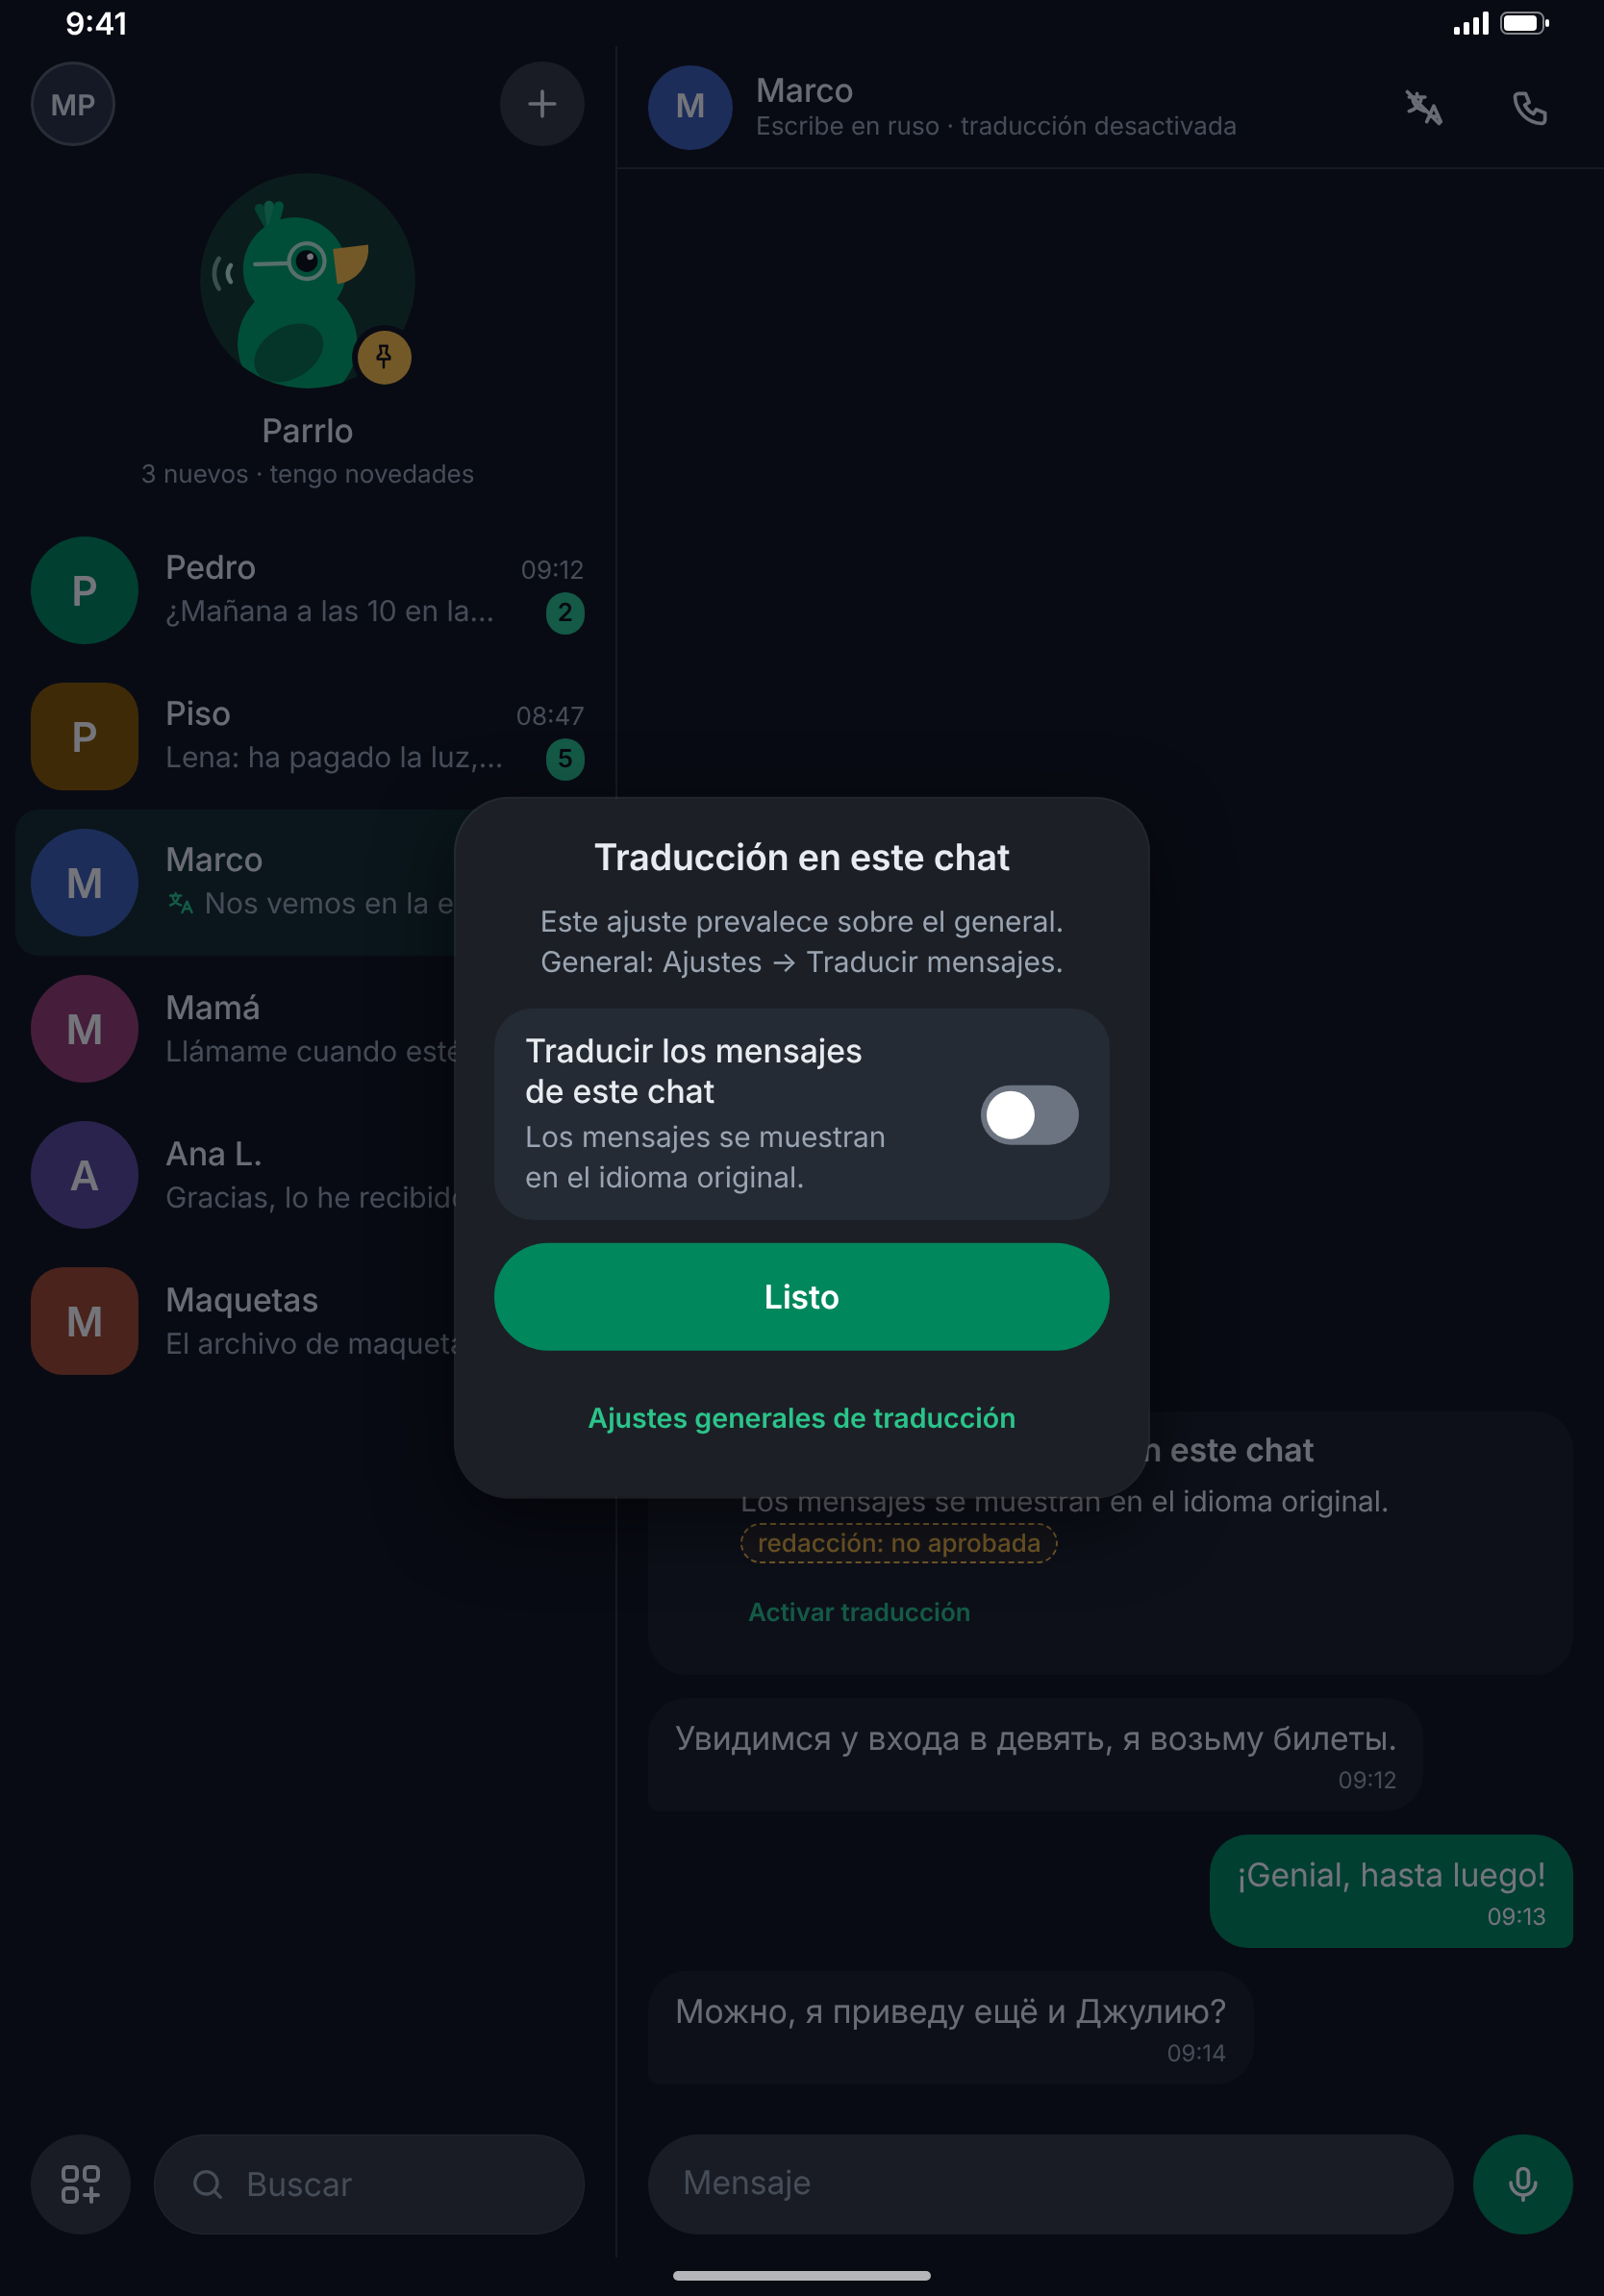 9:41
MP
M
Marco
Escribe en ruso · traducción desactivada
Parrlo
3 nuevos · tengo novedades
P
Pedro
09:12
¿Mañana a las 10 en la...
2
P
Piso
08:47
Lena: ha pagado la luz,...
5
M
Marco
Nos vemos en la e
M
Mamá
Llámame cuando esté
A
Ana L.
Gracias, lo he recibido
M
Maquetas
El archivo de maqueta
Traducción en este chat
Este ajuste prevalece sobre el general.
General: Ajustes → Traducir mensajes.
Traducir los mensajes
de este chat
Los mensajes se muestran
en el idioma original.
Listo
Ajustes generales de traducción
n este chat
Los mensajes se muestran en el idioma original.
redacción: no aprobada
Activar traducción
Увидимся у входа в девять, я возьму билеты.
09:12
¡Genial, hasta luego!
09:13
Можно, я приведу ещё и Джулию?
09:14
Buscar
Mensaje